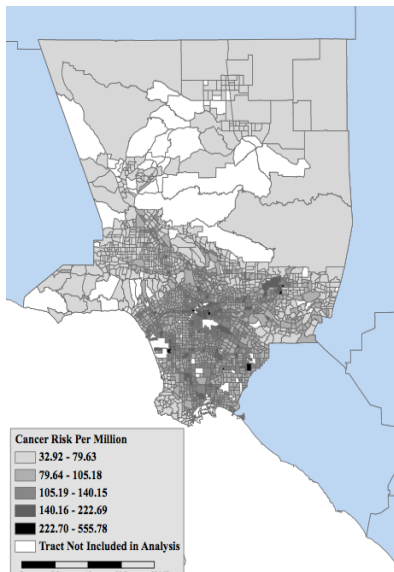 Cancer Risk Per Million
32.92 - 79.63
79.64 - 105.18
105.19 - 140.15
140.16 - 222.69
222.70 - 555.78
Tract Not Included in Analysis